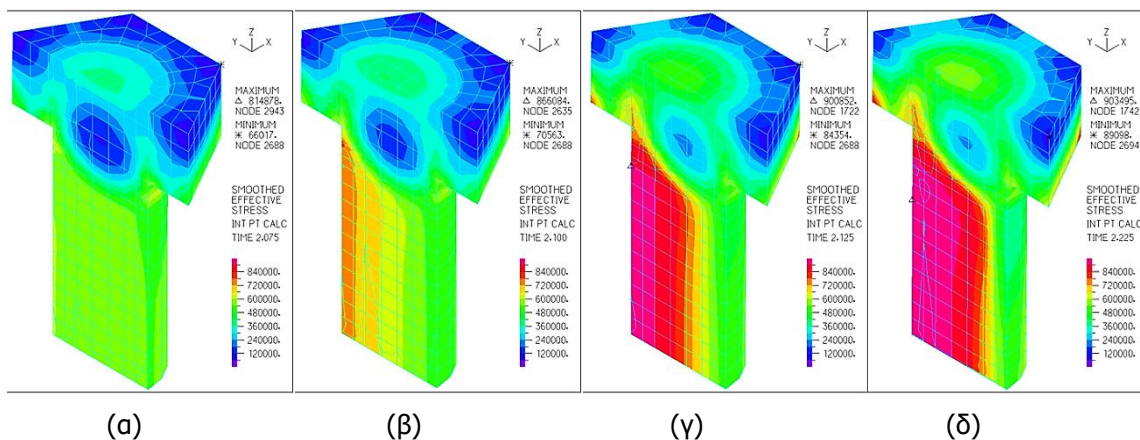 Z
Y X
MAXIMUM
Δ 814878.
NODE 2943
MINIMUM
* 66017.
NODE 2688
SMOOTHED
EFFECTIVE
STRESS
INT PT CALC
TIME 2.075
840000.
720000.
600000.
480000.
360000.
240000.
120000.
(α)
Z
Y X
MAXIMUM
Δ 866084.
NODE 2635
MINIMUM
* 70563.
NODE 2688
SMOOTHED
EFFECTIVE
STRESS
INT PT CALC
TIME 2.100
840000.
720000.
600000.
480000.
360000.
240000.
120000.
(β)
Z
Y X
MAXIMUM
Δ 900852.
NODE 1722
MINIMUM
* 84354.
NODE 2688
SMOOTHED
EFFECTIVE
STRESS
INT PT CALC
TIME 2.125
840000.
720000.
600000.
480000.
360000.
240000.
120000.
(γ)
Z
Y X
MAXIMUM
Δ 903495.
NODE 1742
MINIMUM
* 89098.
NODE 2694
SMOOTHED
EFFECTIVE
STRESS
INT PT CALC
TIME 2.225
840000.
720000.
600000.
480000.
360000.
240000.
120000.
(δ)